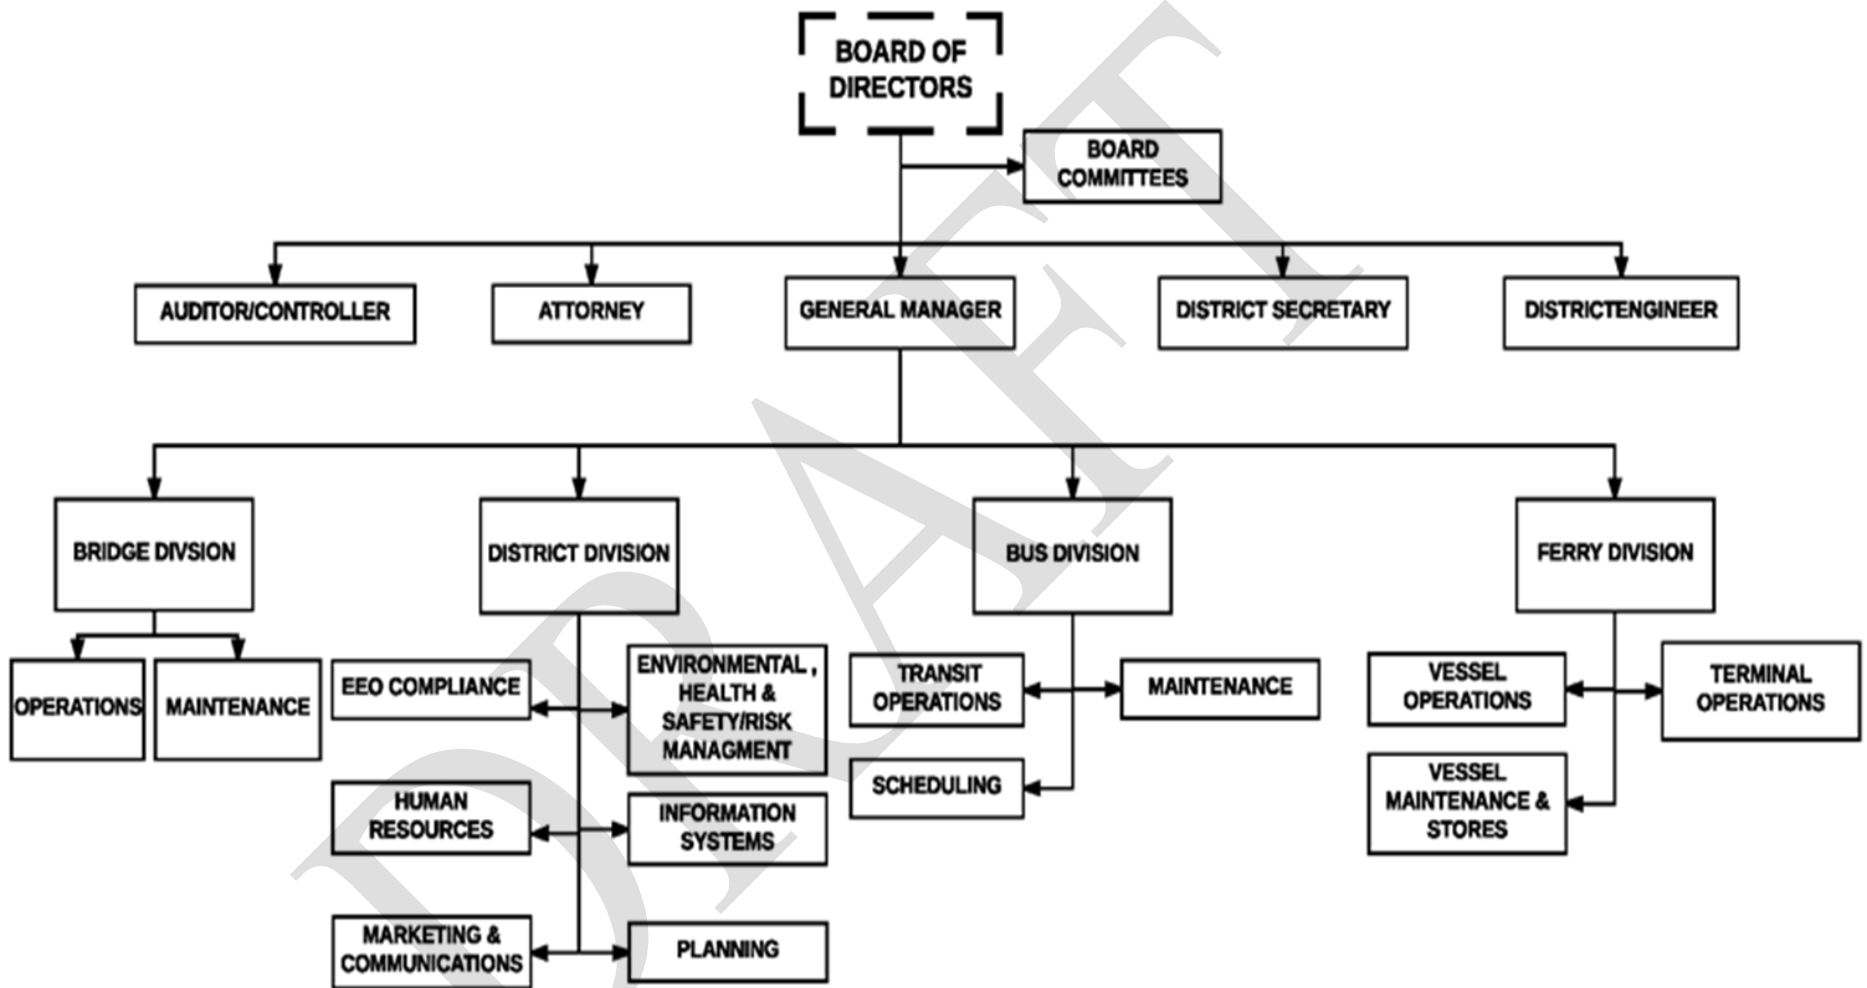 BOARD OF
DIRECTORS
BOARD
COMMITTEES
AUDITOR/CONTROLLER
ATTORNEY
GENERAL MANAGER
DISTRICT SECRETARY
DISTRICTENGINEER
BRIDGE DIVSION
DISTRICT DIVISION
BUS DIVISION
FERRY DIVISION
OPERATIONS
MAINTENANCE
EEO COMPLIANCE
ENVIRONMENTAL ,
HEALTH &
SAFETY/RISK
MANAGMENT
HUMAN
RESOURCES
INFORMATION
SYSTEMS
MARKETING &
COMMUNICATIONS
PLANNING
TRANSIT
OPERATIONS
MAINTENANCE
SCHEDULING
VESSEL
OPERATIONS
TERMINAL
OPERATIONS
VESSEL
MAINTENANCE &
STORES
DRAFT